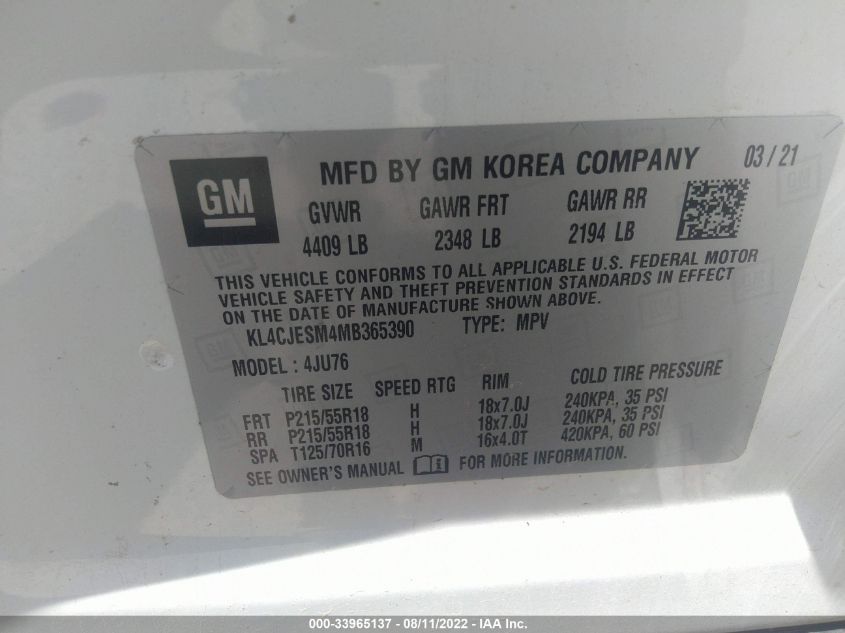 GM
MFD BY GM KOREA COMPANY 03/21
GVWR GAWR FRT GAWR RR
4409 LB 2348 LB 2194 LB
THIS VEHICLE CONFORMS TO ALL APPLICABLE U.S. FEDERAL MOTOR
VEHICLE SAFETY AND THEFT PREVENTION STANDARDS IN EFFECT
ON THE DATE OF MANUFACTURE SHOWN ABOVE.
KL4CJESM4MB365390 TYPE: MPV
MODEL : 4JU76
TIRE SIZE SPEED RTG RIM COLD TIRE PRESSURE
FRT P215/55R18 H 18x7.0J 240KPA, 35 PSI
RR P215/55R18 H 18x7.0J 240KPA, 35 PSI
SPA T125/70R16 M 16x4.0T 420KPA, 60 PSI
SEE OWNER'S MANUAL FOR MORE INFORMATION.
000-33965137 - 08/11/2022 - IAA Inc.